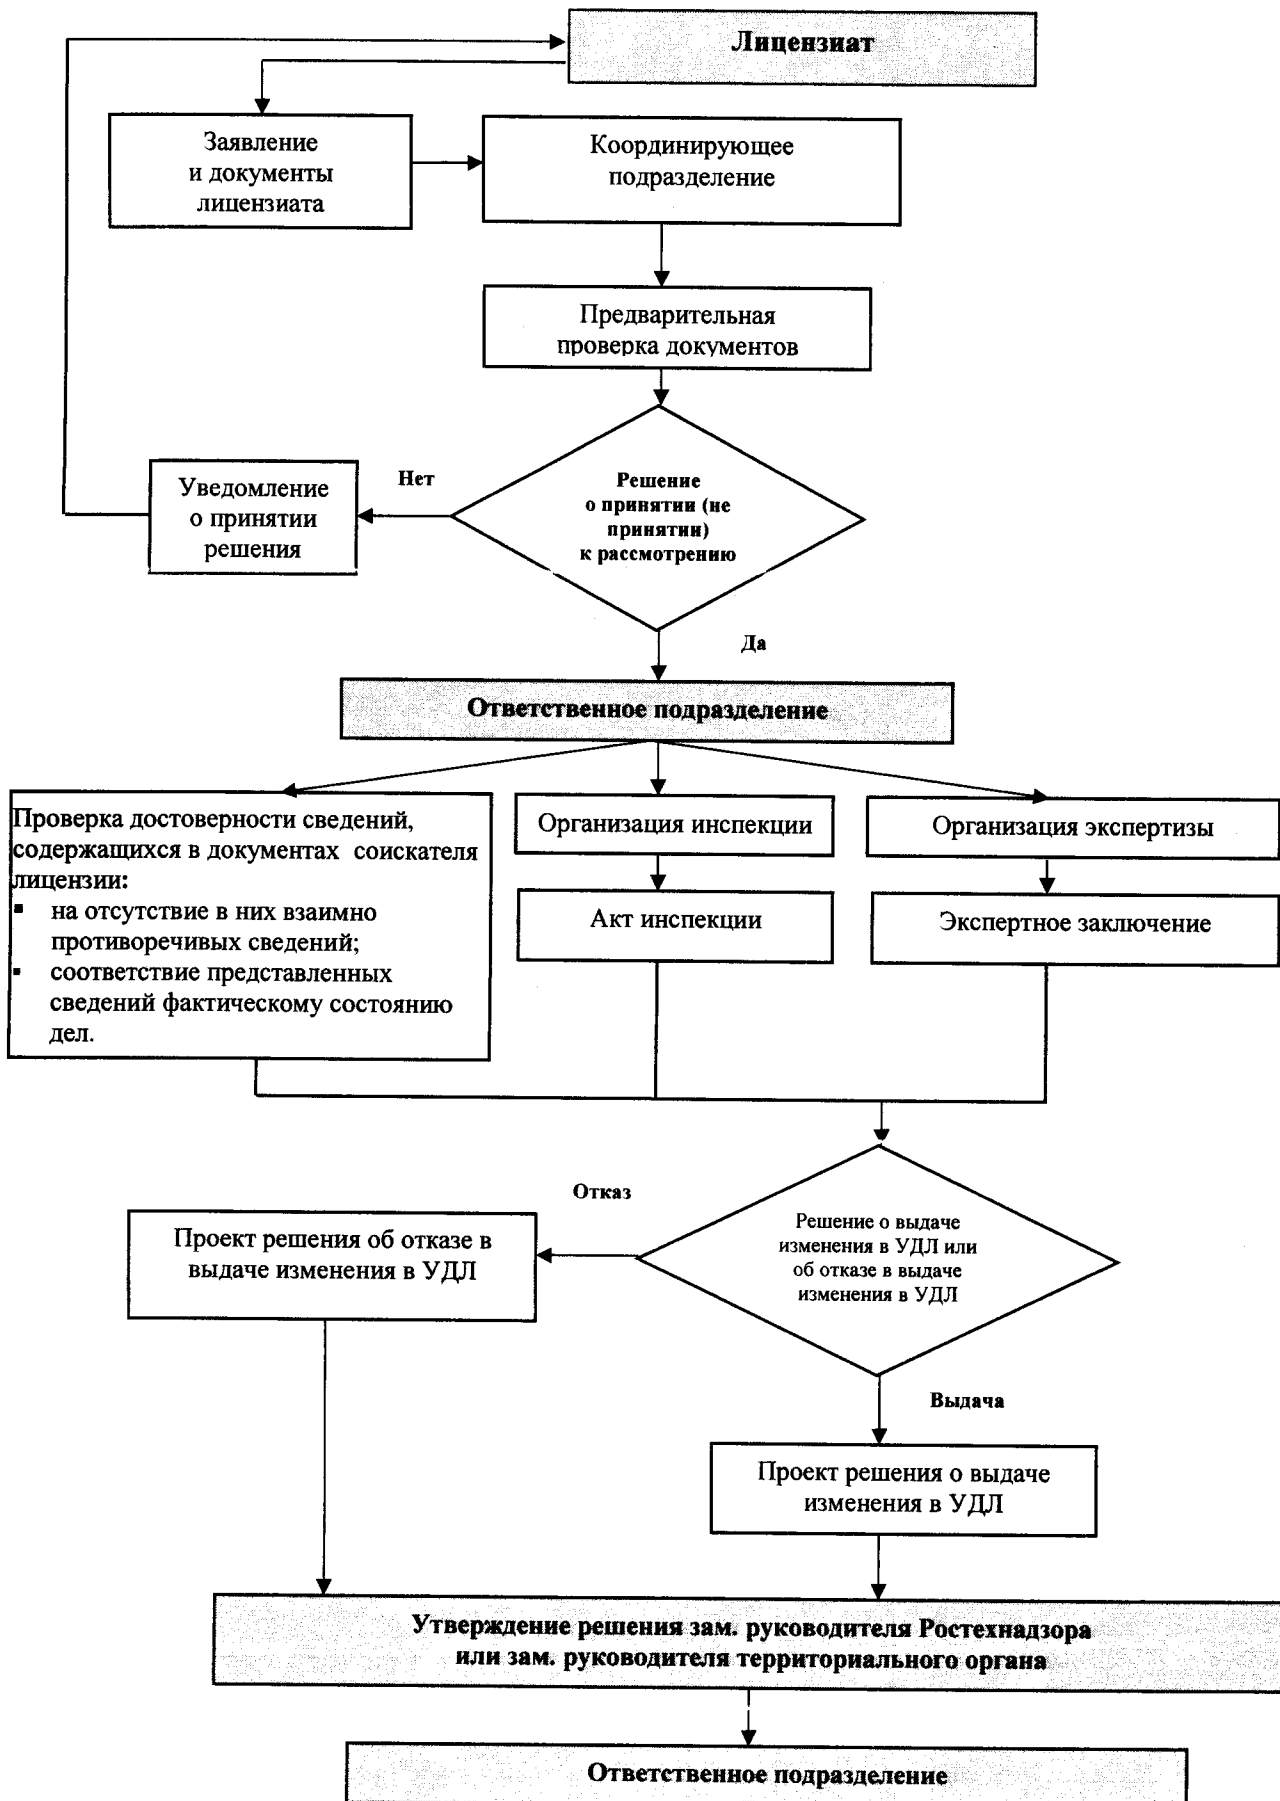 Лицензиат
Заявление
и документы
лицензиата
Координирующее
подразделение
Предварительная
проверка документов
Нет
Уведомление
о принятии
решения
Решение
о принятии (не
принятии)
к рассмотрению
Да
Ответственное подразделение
Проверка достоверности сведений,
содержащихся в документах соискателя
лицензии:
▪ на отсутствие в них взаимно
противоречивых сведений;
▪ соответствие представленных
сведений фактическому состоянию
дел.
Организация инспекции
Организация экспертизы
Акт инспекции
Экспертное заключение
Отказ
Проект решения об отказе в
выдаче изменения в УДЛ
Решение о выдаче
изменения в УДЛ или
об отказе в выдаче
изменения в УДЛ
Выдача
Проект решения о выдаче
изменения в УДЛ
Утверждение решения зам. руководителя Ростехнадзора
или зам. руководителя территориального органа
Ответственное подразделение